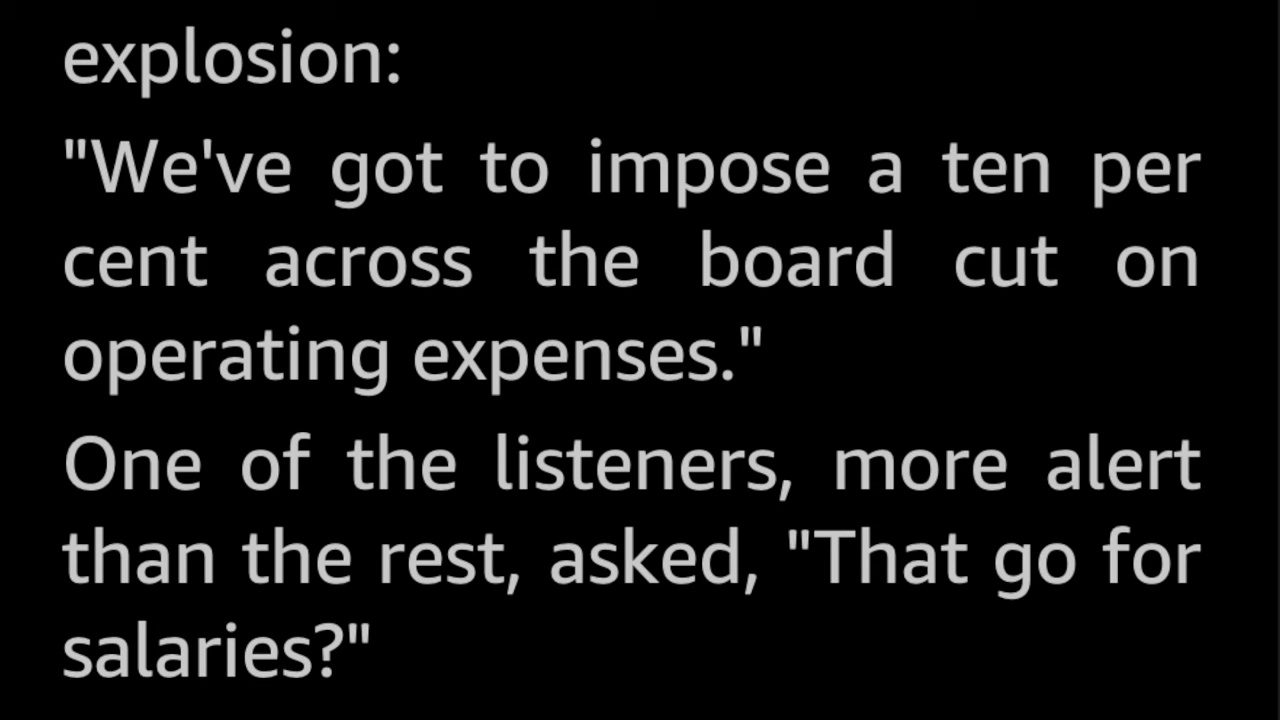 explosion:
"We've got to impose a ten per
cent across the board cut on
operating expenses."
One of the listeners, more alert
than the rest, asked, "That go for
salaries?"